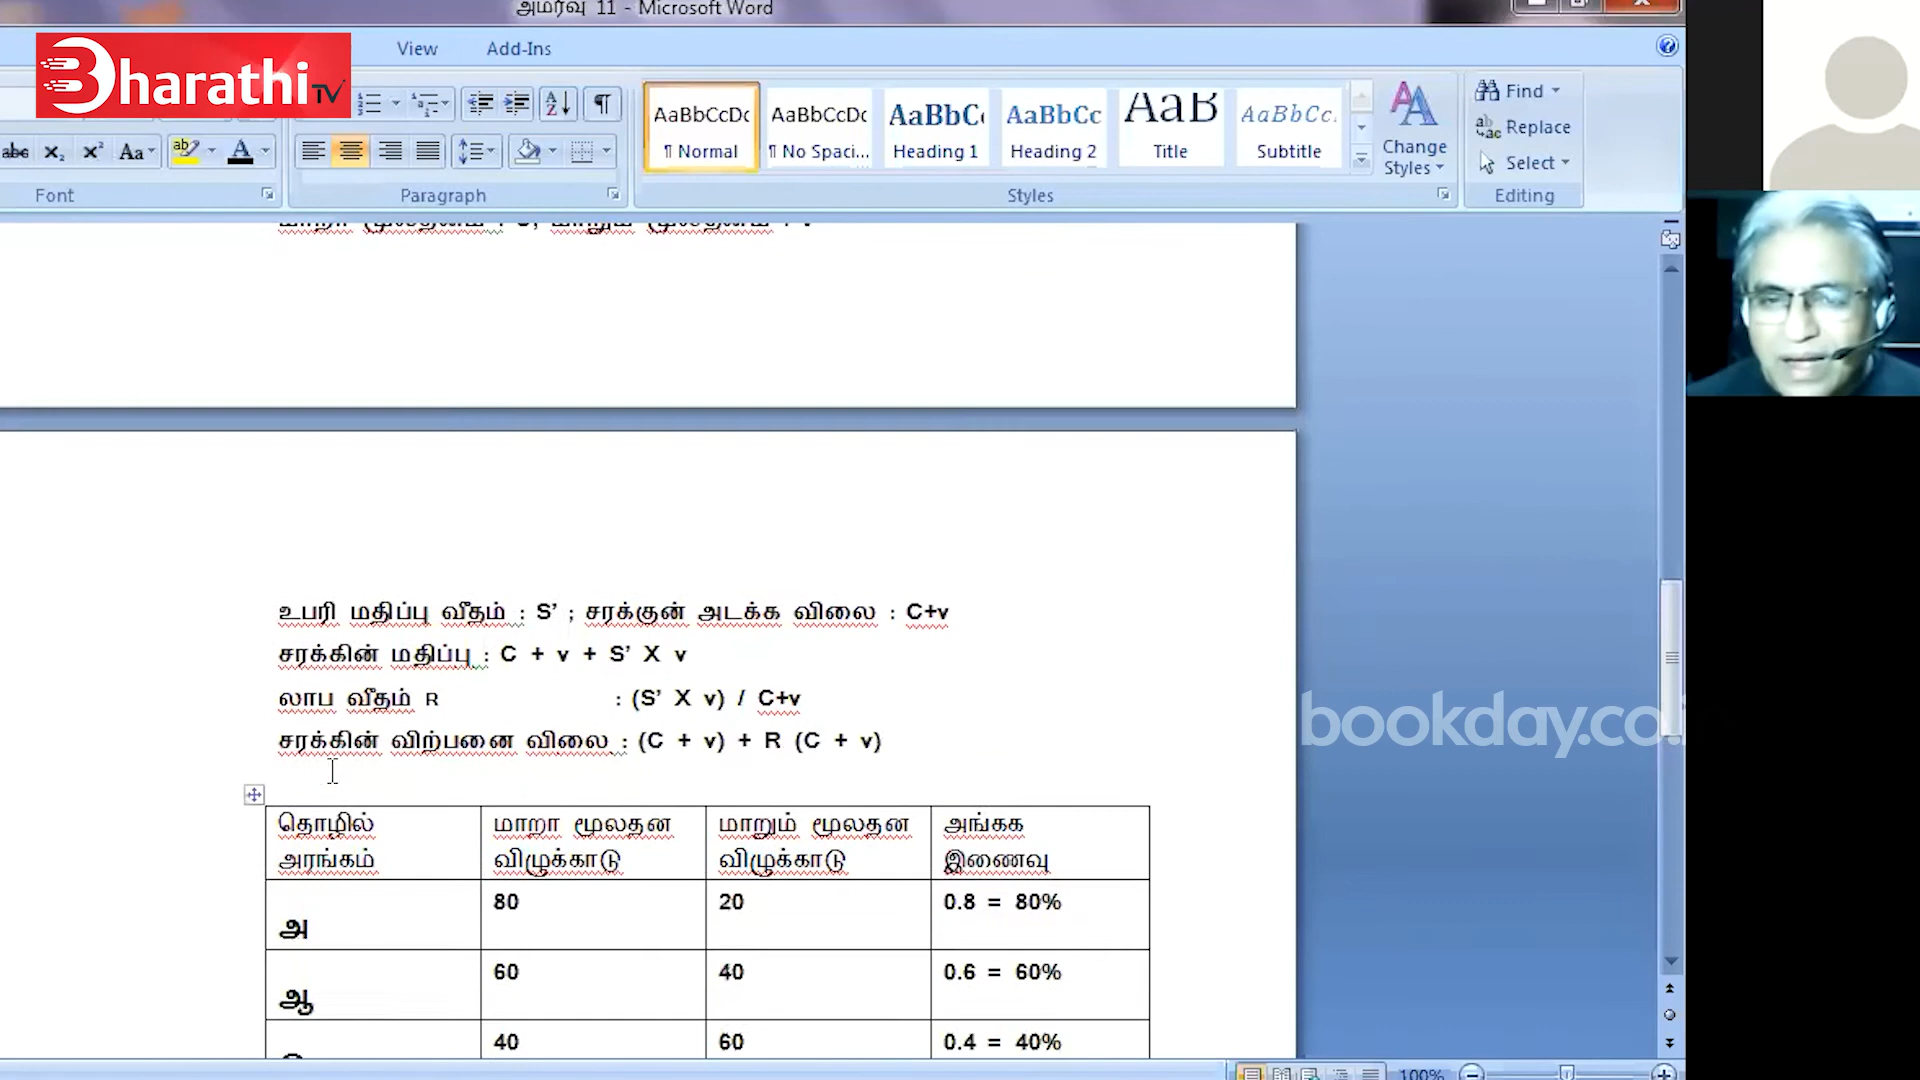 அமர்வு 11 - Microsoft Word
Bharathi TV
View Add-Ins
AaBbCcDc AaBbCcDc AaBbC AaBbCc AaB AaBbCc.
¶ Normal ¶ No Spaci... Heading 1 Heading 2 Title Subtitle
Change Styles
Find
Replace
Select
Font Paragraph Styles Editing
மாறா மூலதனம் : C, மாறும் மூலதனம் : v
உபரி மதிப்பு வீதம் : S’ ; சரக்குன் அடக்க விலை : C+v
சரக்கின் மதிப்பு : C + v + S’ X v
லாப வீதம் R : (S’ X v) / C+v
சரக்கின் விற்பனை விலை : (C + v) + R (C + v)
bookday.co.
தொழில் அரங்கம் மாறா மூலதன விழுக்காடு மாறும் மூலதன விழுக்காடு அங்கக இணைவு
அ 80 20 0.8 = 80%
ஆ 60 40 0.6 = 60%
40 60 0.4 = 40%
100%